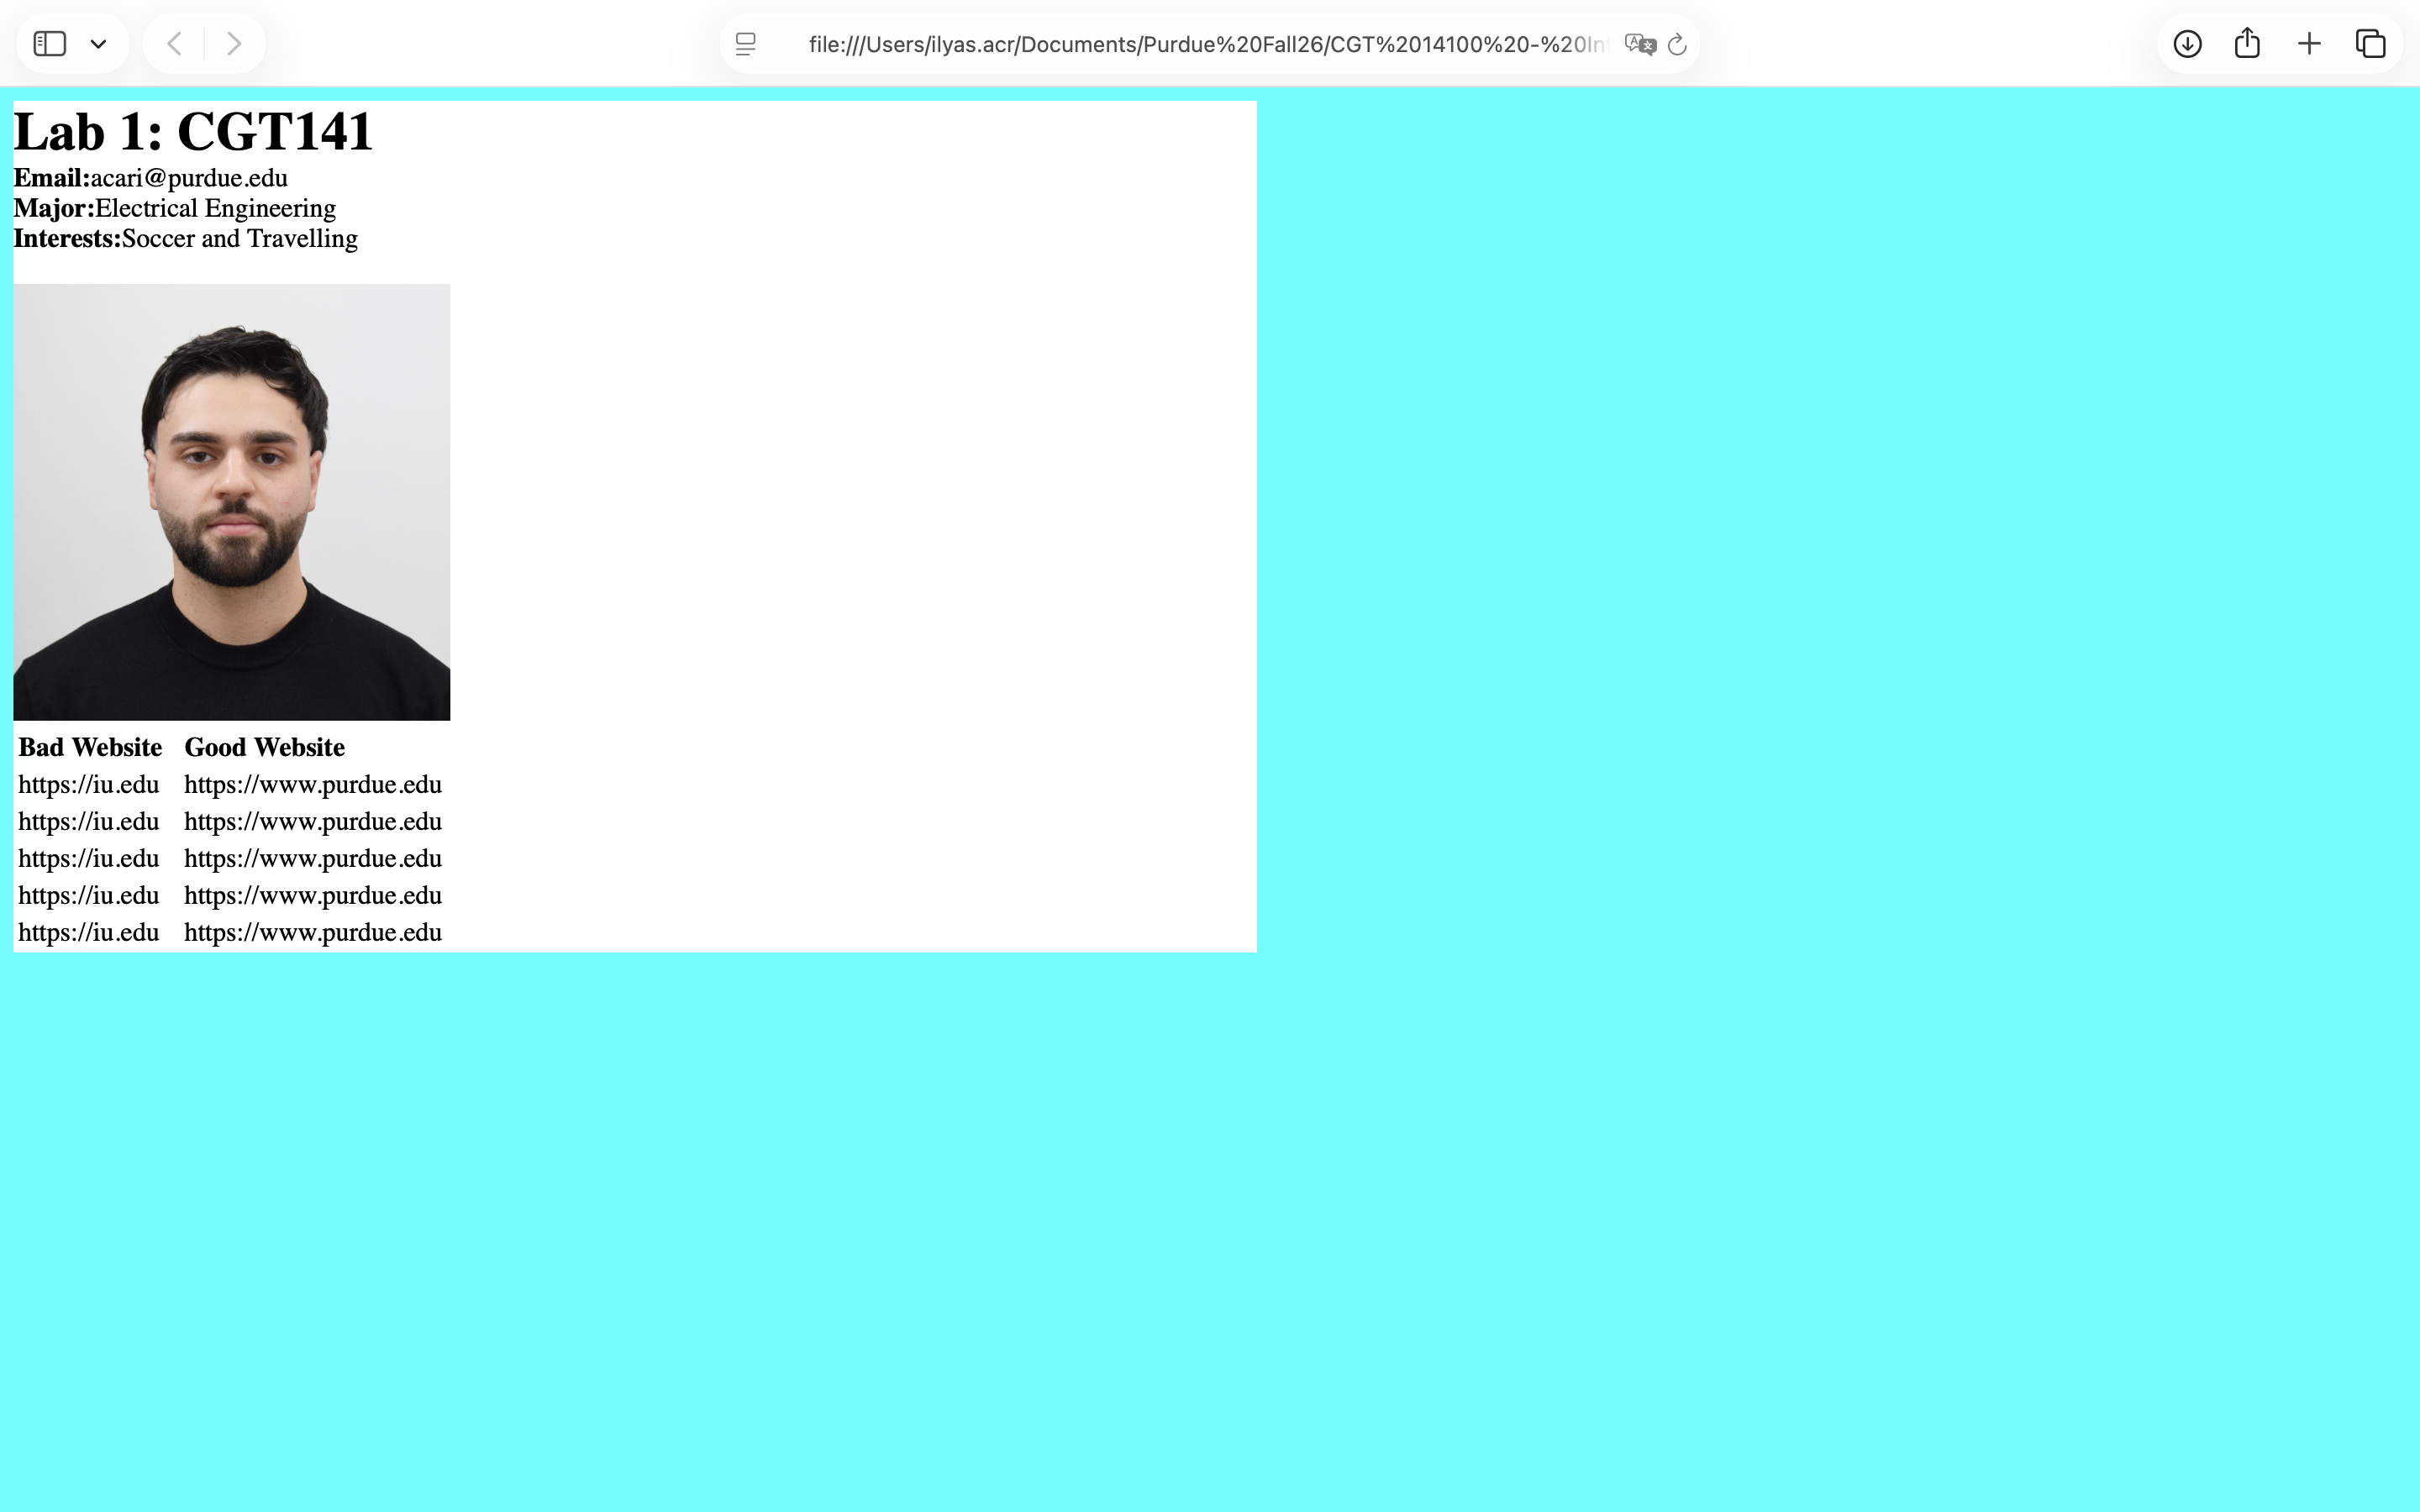 file:///Users/ilyas.acr/Documents/Purdue%20Fall26/CGT%2014100%20-%20In
Lab 1: CGT141
Email:acari@purdue.edu
Major:Electrical Engineering
Interests:Soccer and Travelling
Bad Website Good Website
https://iu.edu https://www.purdue.edu
https://iu.edu https://www.purdue.edu
https://iu.edu https://www.purdue.edu
https://iu.edu https://www.purdue.edu
https://iu.edu https://www.purdue.edu